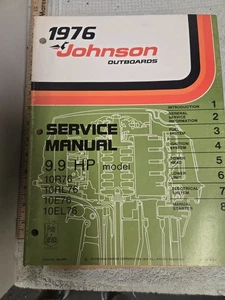 1976
Johnson
OUTBOARDS
INTRODUCTION 1
GENERAL SERVICE INFORMATION 2
FUEL SYSTEM 3
IGNITION SYSTEM 4
POWER HEAD 5
LOWER UNIT 6
ELECTRICAL SYSTEM 7
MANUAL STARTER 8
SERVICE
MANUAL
9.9 HP model
10R76
10RL76
10E76
10EL76